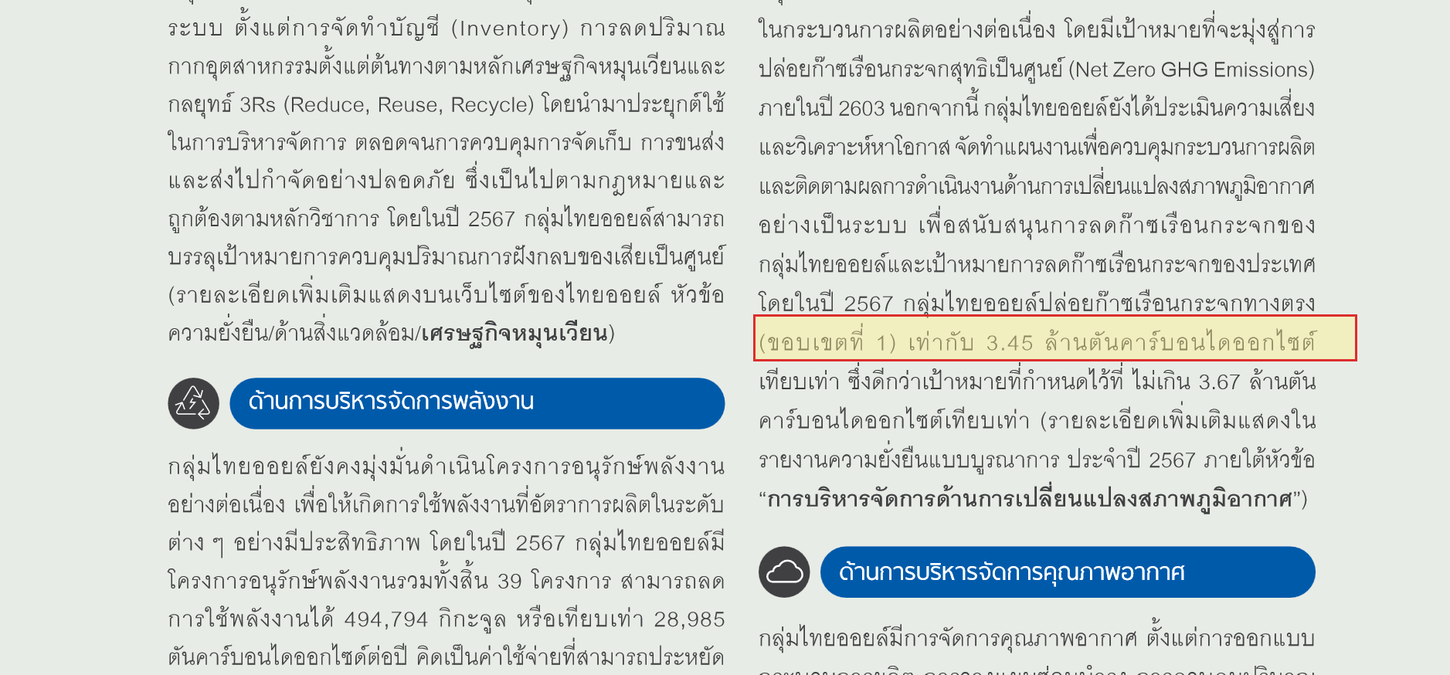 ระบบ ตั้งแต่การจัดทำบัญชี (Inventory) การลดปริมาณ
กากอุตสาหกรรมตั้งแต่ต้นทางตามหลักเศรษฐกิจหมุนเวียนและ
กลยุทธ์ 3Rs (Reduce, Reuse, Recycle) โดยนำมาประยุกต์ใช้
ในการบริหารจัดการ ตลอดจนการควบคุมการจัดเก็บ การขนส่ง
และส่งไปกำจัดอย่างปลอดภัย ซึ่งเป็นไปตามกฎหมายและ
ถูกต้องตามหลักวิชาการ โดยในปี 2567 กลุ่มไทยออยล์สามารถ
บรรลุเป้าหมายการควบคุมปริมาณการฝังกลบของเสียเป็นศูนย์
(รายละเอียดเพิ่มเติมแสดงบนเว็บไซต์ของไทยออยล์ หัวข้อ
ความยั่งยืน/ด้านสิ่งแวดล้อม/เศรษฐกิจหมุนเวียน)
ด้านการบริหารจัดการพลังงาน
กลุ่มไทยออยล์ยังคงมุ่งมั่นดำเนินโครงการอนุรักษ์พลังงาน
อย่างต่อเนื่อง เพื่อให้เกิดการใช้พลังงานที่อัตราการผลิตในระดับ
ต่าง ๆ อย่างมีประสิทธิภาพ โดยในปี 2567 กลุ่มไทยออยล์มี
โครงการอนุรักษ์พลังงานรวมทั้งสิ้น 39 โครงการ สามารถลด
การใช้พลังงานได้ 494,794 กิกะจูล หรือเทียบเท่า 28,985
ตันคาร์บอนไดออกไซด์ต่อปี คิดเป็นค่าใช้จ่ายที่สามารถประหยัด
ในกระบวนการผลิตอย่างต่อเนื่อง โดยมีเป้าหมายที่จะมุ่งสู่การ
ปล่อยก๊าซเรือนกระจกสุทธิเป็นศูนย์ (Net Zero GHG Emissions)
ภายในปี 2603 นอกจากนี้ กลุ่มไทยออยล์ยังได้ประเมินความเสี่ยง
และวิเคราะห์หาโอกาส จัดทำแผนงานเพื่อควบคุมกระบวนการผลิต
และติดตามผลการดำเนินงานด้านการเปลี่ยนแปลงสภาพภูมิอากาศ
อย่างเป็นระบบ เพื่อสนับสนุนการลดก๊าซเรือนกระจกของ
กลุ่มไทยออยล์และเป้าหมายการลดก๊าซเรือนกระจกของประเทศ
โดยในปี 2567 กลุ่มไทยออยล์ปล่อยก๊าซเรือนกระจกทางตรง
(ขอบเขตที่ 1) เท่ากับ 3.45 ล้านตันคาร์บอนไดออกไซต์
เทียบเท่า ซึ่งดีกว่าเป้าหมายที่กำหนดไว้ที่ ไม่เกิน 3.67 ล้านตัน
คาร์บอนไดออกไซต์เทียบเท่า (รายละเอียดเพิ่มเติมแสดงใน
รายงานความยั่งยืนแบบบูรณาการ ประจำปี 2567 ภายใต้หัวข้อ
“การบริหารจัดการด้านการเปลี่ยนแปลงสภาพภูมิอากาศ”)
ด้านการบริหารจัดการคุณภาพอากาศ
กลุ่มไทยออยล์มีการจัดการคุณภาพอากาศ ตั้งแต่การออกแบบ